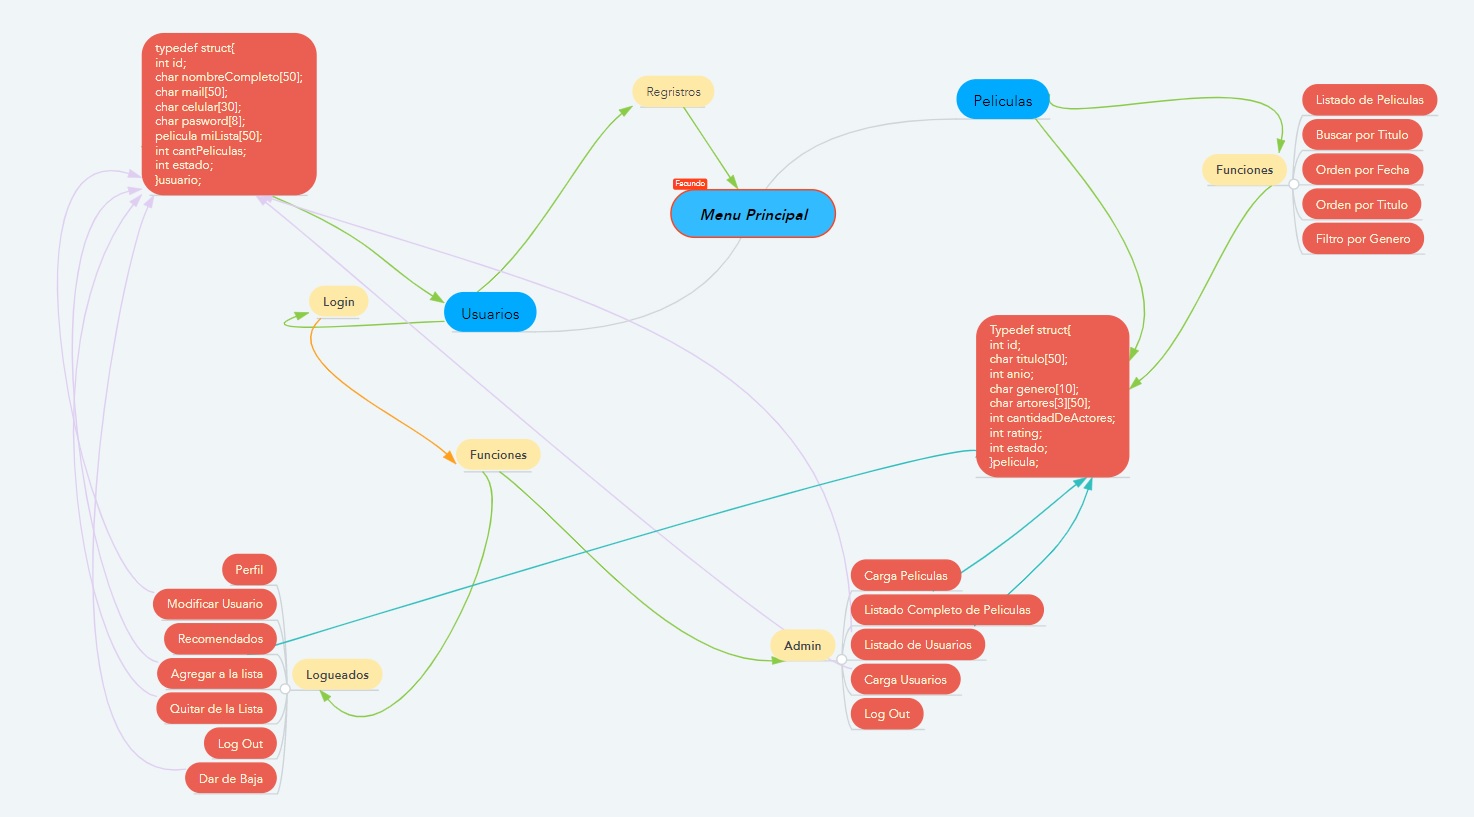 typedef struct{
int id;
char nombreCompleto[50];
char mail[50];
char celular[30];
char pasword[8];
pelicula miLista[50];
int cantPeliculas;
int estado;
}usuario;
Regristros
Peliculas
Listado de Peliculas
Buscar por Titulo
Funciones
Orden por Fecha
Orden por Titulo
Filtro por Genero
Facundo
Menu Principal
Login
Usuarios
Typedef struct{
int id;
char titulo[50];
int anio;
char genero[10];
char artores[3][50];
int cantidadDeActores;
int rating;
int estado;
}pelicula;
Funciones
Perfil
Modificar Usuario
Recomendados
Agregar a la lista
Quitar de la Lista
Log Out
Dar de Baja
Logueados
Admin
Carga Peliculas
Listado Completo de Peliculas
Listado de Usuarios
Carga Usuarios
Log Out